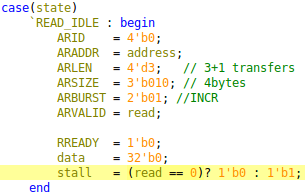 case(state)
`READ_IDLE : begin
ARID = 4'b0;
ARADDR = address;
ARLEN = 4'd3; // 3+1 transfers
ARSIZE = 3'b010; // 4bytes
ARBURST = 2'b01; //INCR
ARVALID = read;
RREADY = 1'b0;
data = 32'b0;
stall = (read == 0)? 1'b0 : 1'b1;
end